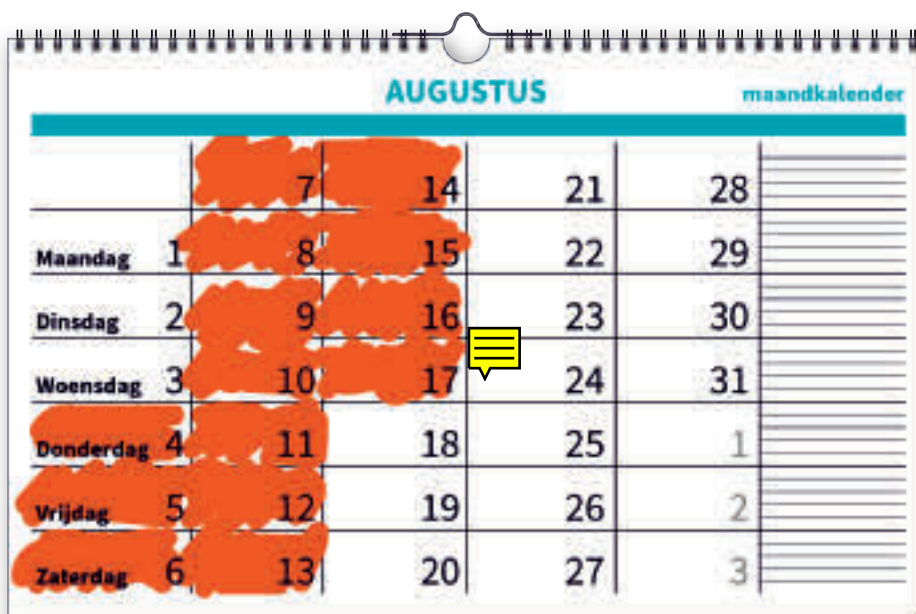 AUGUSTUS
maandkalender
7 14 21 28
Maandag 1 8 15 22 29
Dinsdag 2 9 16 23 30
Woensdag 3 10 17 24 31
Donderdag 4 11 18 25 1
Vrijdag 5 12 19 26 2
Zaterdag 6 13 20 27 3